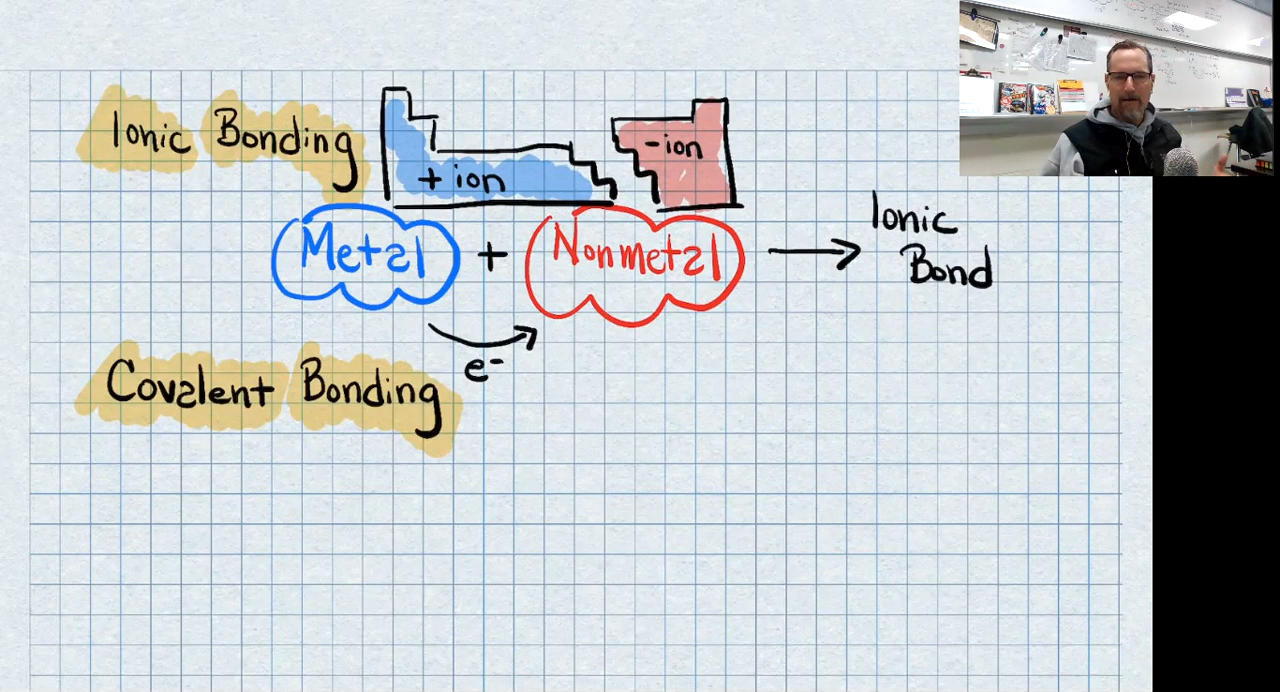 Ionic Bonding
+ ion
-ion
Metal + Nonmetal → Ionic Bond
e⁻
Covalent Bonding